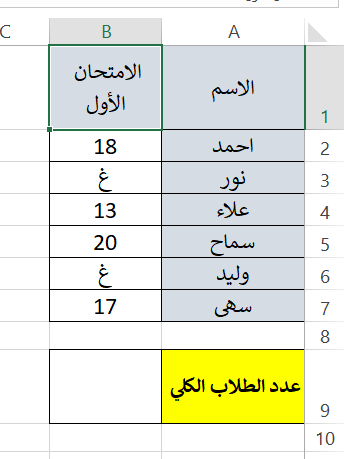 A B C
1 الاسم الامتحان
الأول
2 احمد 18
3 نور غ
4 علاء 13
5 سماح 20
6 وليد غ
7 سهى 17
8
9 عدد الطلاب الكلي
10